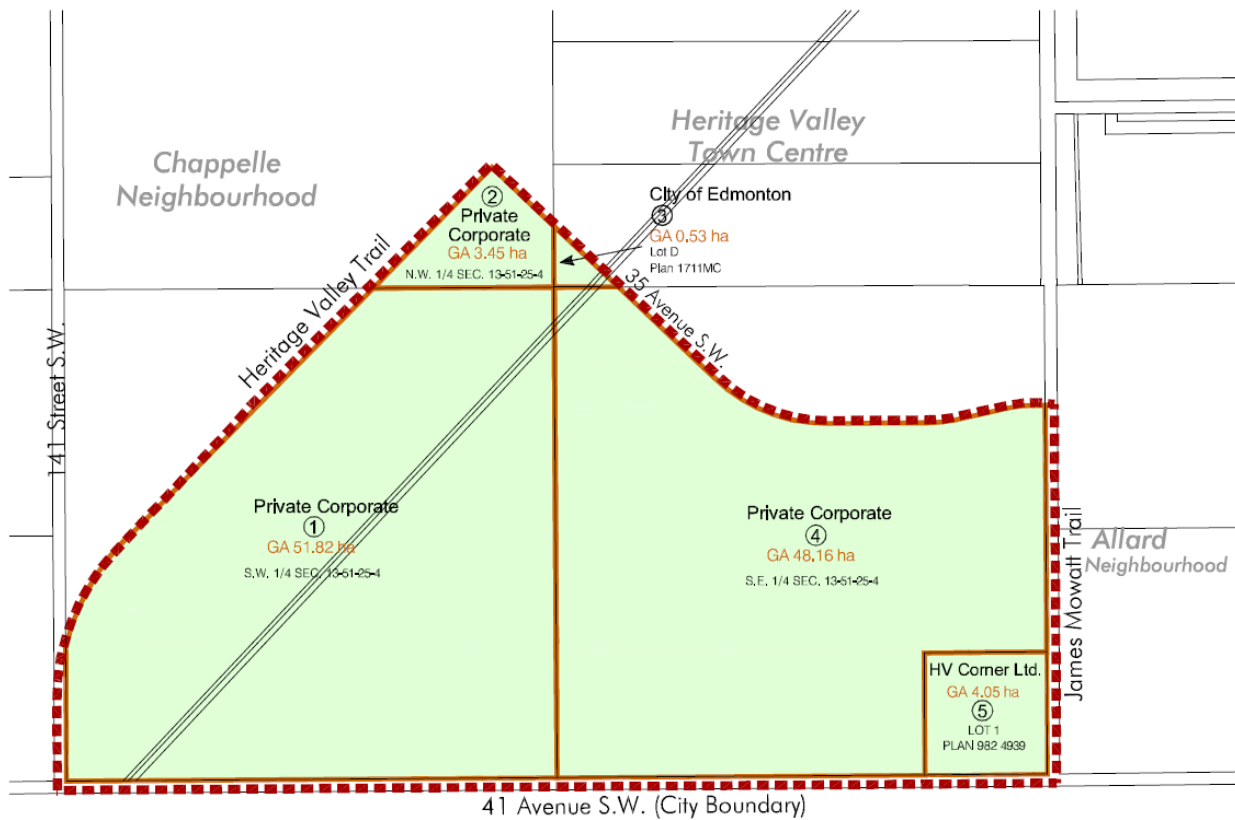 Heritage Valley
Town Centre
Chappelle
Neighbourhood
City of Edmonton
3
GA 0.53 ha
Lot D
Plan 1711MC
2
Private
Corporate
GA 3.45 ha
N.W. 1/4 SEC. 13-51-25-4
Heritage Valley Trail
35 Avenue S.W.
141 Street S.W.
Private Corporate
1
GA 51.82 ha
S.W. 1/4 SEC. 13-51-25-4
Private Corporate
4
GA 48.16 ha
S.E. 1/4 SEC. 13-51-25-4
James Mowatt Trail
Allard
Neighbourhood
HV Corner Ltd.
GA 4.05 ha
5
LOT 1
PLAN 982 4939
41 Avenue S.W. (City Boundary)